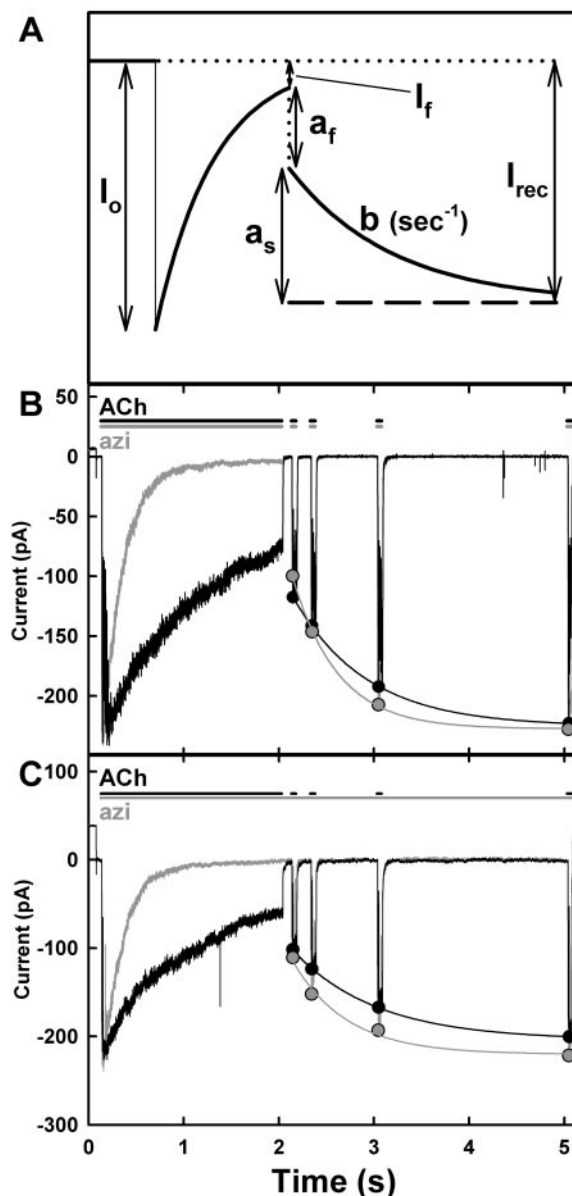 A
I_o
I_f
a_f
a_s
b (sec⁻¹)
I_rec
B
50
0
-50
-100
-150
-200
Current (pA)
ACh
azi
C
100
0
-100
-200
-300
Current (pA)
ACh
azi
0 1 2 3 4 5
Time (s)